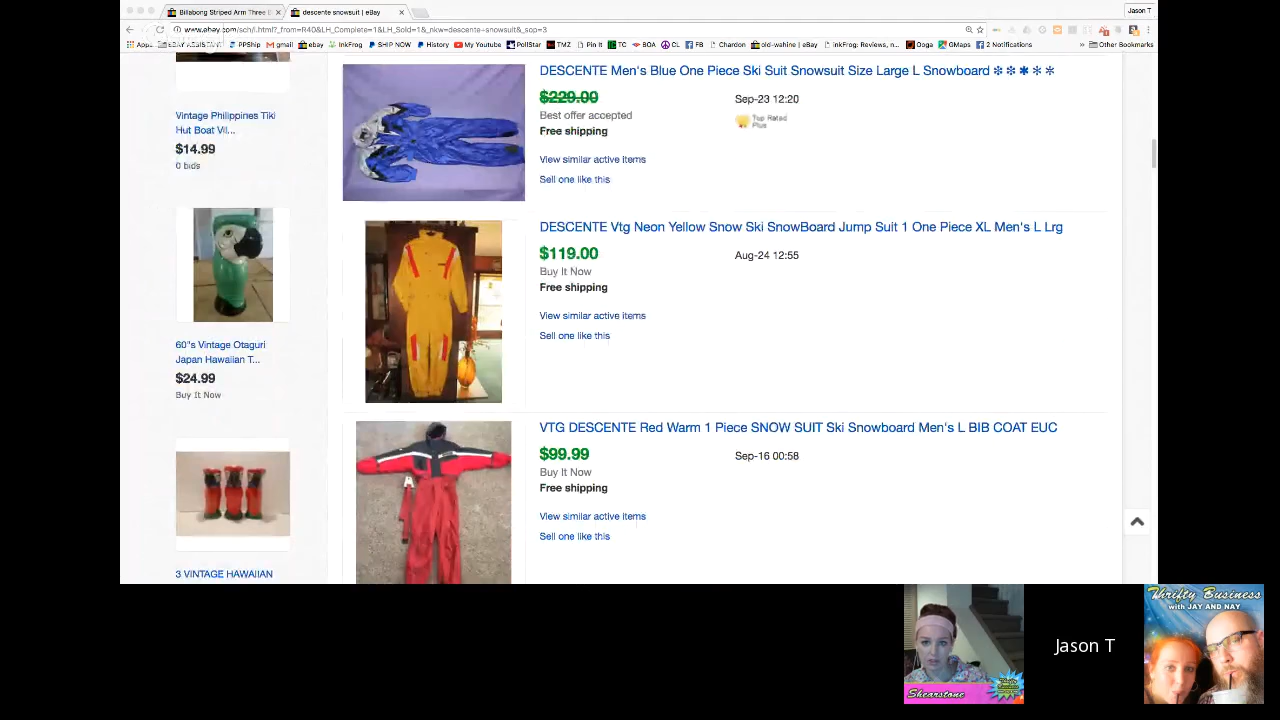 Billabong Striped Arm Three B
descente snowsuit | eBay
Jason T
www.ebay.com/sch/i.html?_from=R40&LH_Complete=1&LH_Sold=1&_nkw=descente+snowsuit&_sop=3
Apps
PPShip
gmail
ebay
InkFrog
SHIP NOW
History
My Youtube
PollStar
TMZ
Pin It
TC
BOA
CL
FB
Chardon
old-wahine | eBay
inkFrog: Reviews, n...
Ooga
GMaps
2 Notifications
Other Bookmarks
Vintage Philippines Tiki
Hut Boat Vil...
$14.99
0 bids
60"s Vintage Otaguri
Japan Hawaiian T...
$24.99
Buy It Now
3 VINTAGE HAWAIIAN
DESCENTE Men's Blue One Piece Ski Suit Snowsuit Size Large L Snowboard ❄ ❄ ✱ ✲ ✲
$229.00
Sep-23 12:20
Best offer accepted
Top Rated
Plus
Free shipping
View similar active items
Sell one like this
DESCENTE Vtg Neon Yellow Snow Ski SnowBoard Jump Suit 1 One Piece XL Men's L Lrg
$119.00
Aug-24 12:55
Buy It Now
Free shipping
View similar active items
Sell one like this
VTG DESCENTE Red Warm 1 Piece SNOW SUIT Ski Snowboard Men's L BIB COAT EUC
$99.99
Sep-16 00:58
Buy It Now
Free shipping
View similar active items
Sell one like this
Shearstone
Jason T
Thrifty Business
with JAY AND NAY